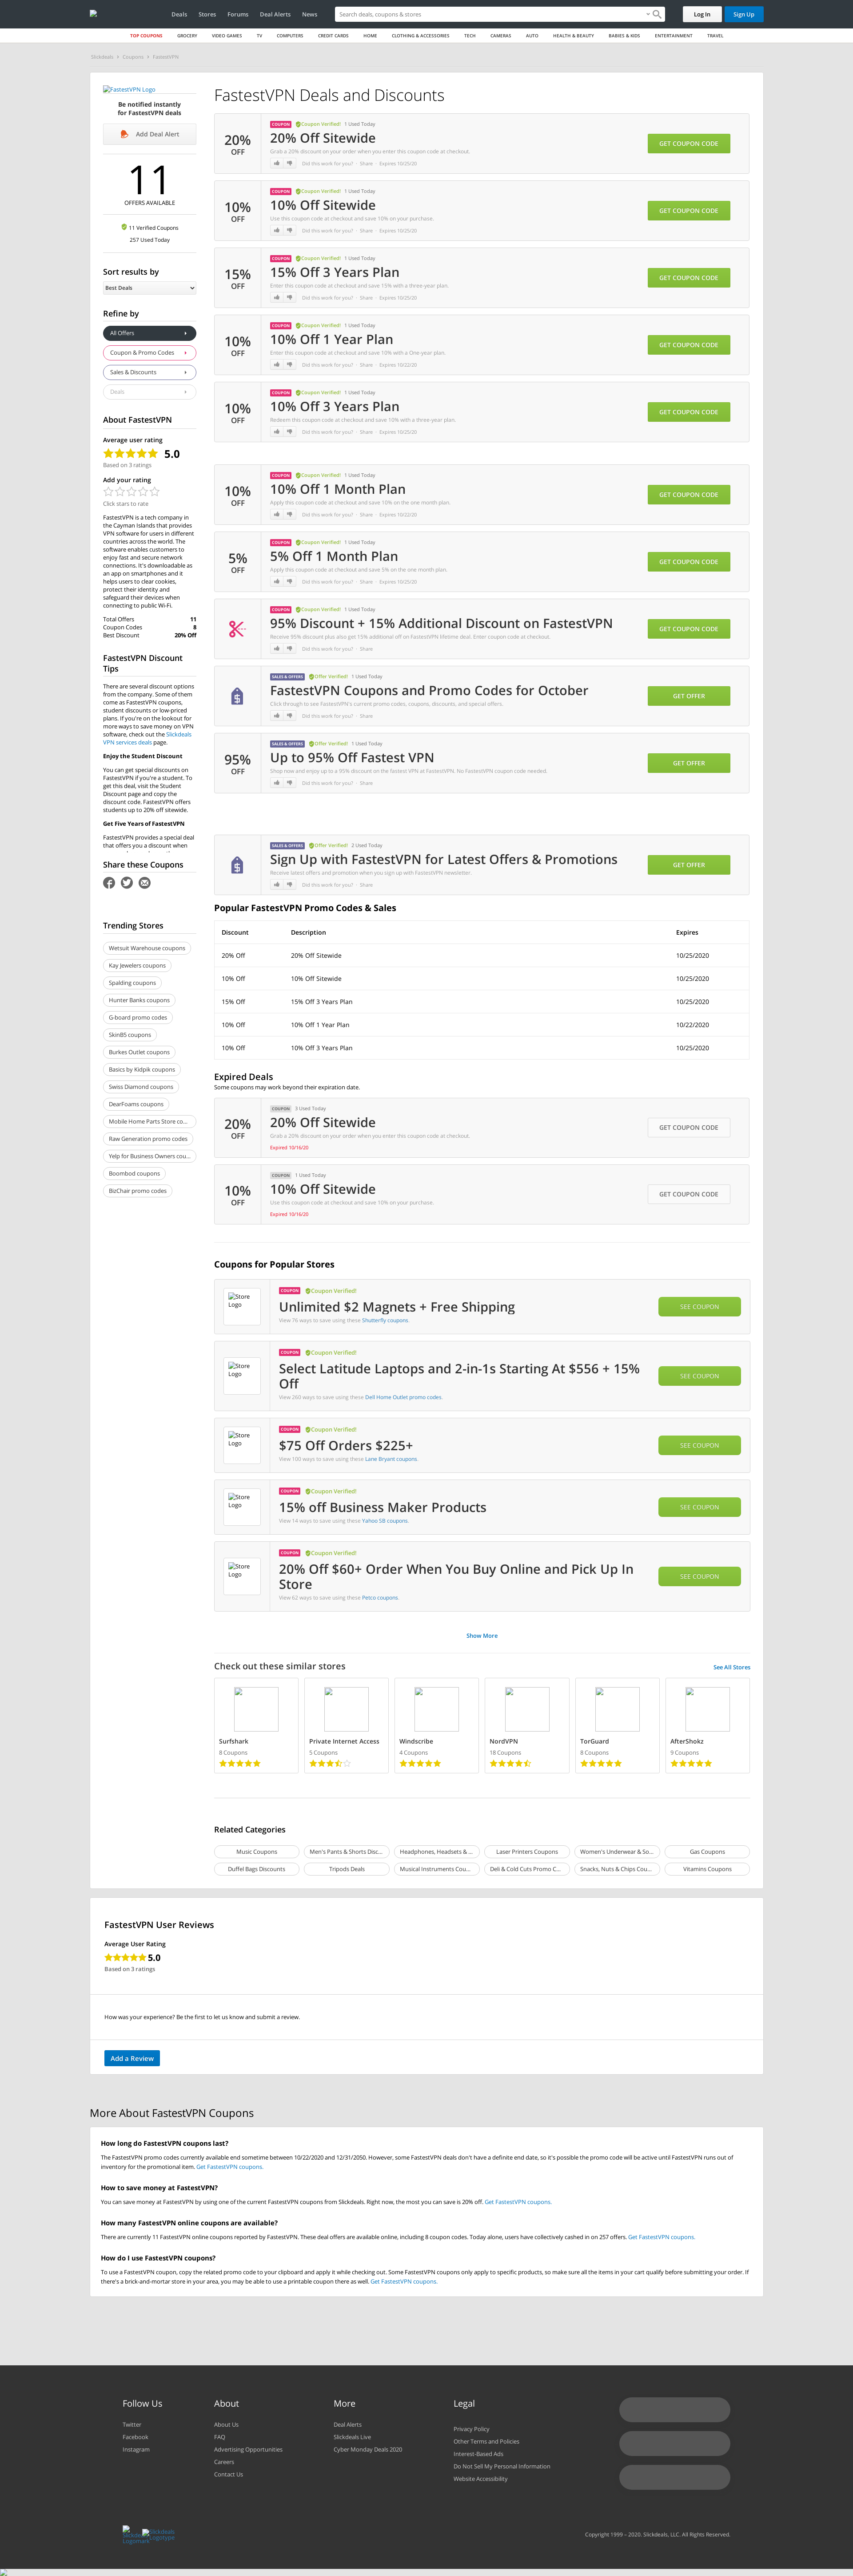 Deals Stores Forums Deal Alerts News Search deals, coupons & stores Log In Sign Up
TOP COUPONS GROCERY VIDEO GAMES TV COMPUTERS CREDIT CARDS HOME CLOTHING & ACCESSORIES TECH CAMERAS AUTO HEALTH & BEAUTY BABIES & KIDS ENTERTAINMENT TRAVEL
Slickdeals Coupons FastestVPN
FastestVPN Logo
Be notified instantly
for FastestVPN deals
Add Deal Alert
11
OFFERS AVAILABLE
11 Verified Coupons
257 Used Today
Sort results by
Best Deals
Refine by
All Offers
Coupon & Promo Codes
Sales & Discounts
Deals
About FastestVPN
Average user rating
5.0
Based on 3 ratings
Add your rating
Click stars to rate
FastestVPN is a tech company in
the Cayman Islands that provides
VPN software for users in different
countries across the world. The
software enables customers to
enjoy fast and secure network
connections. It's downloadable as
an app on smartphones and it
helps users to clear cookies,
protect their identity and
safeguard their devices when
connecting to public Wi-Fi.
Total Offers 11
Coupon Codes 8
Best Discount 20% Off
FastestVPN Discount
Tips
There are several discount options
from the company. Some of them
come as FastestVPN coupons,
student discounts or low-priced
plans. If you're on the lookout for
more ways to save money on VPN
software, check out the Slickdeals
VPN services deals page.
Enjoy the Student Discount
You can get special discounts on
FastestVPN if you're a student. To
get this deal, visit the Student
Discount page and copy the
discount code. FastestVPN offers
students up to 20% off sitewide.
Get Five Years of FastestVPN
FastestVPN provides a special deal
that offers you a discount when
Share these Coupons
Trending Stores
Wetsuit Warehouse coupons
Kay Jewelers coupons
Spalding coupons
Hunter Banks coupons
G-board promo codes
SkinB5 coupons
Burkes Outlet coupons
Basics by Kidpik coupons
Swiss Diamond coupons
DearFoams coupons
Mobile Home Parts Store co...
Raw Generation promo codes
Yelp for Business Owners cou...
Boombod coupons
BizChair promo codes
FastestVPN Deals and Discounts
20%
OFF
COUPON Coupon Verified! 1 Used Today
20% Off Sitewide
Grab a 20% discount on your order when you enter this coupon code at checkout.
Did this work for you? · Share · Expires 10/25/20
GET COUPON CODE
10%
OFF
COUPON Coupon Verified! 1 Used Today
10% Off Sitewide
Use this coupon code at checkout and save 10% on your purchase.
Did this work for you? · Share · Expires 10/25/20
GET COUPON CODE
15%
OFF
COUPON Coupon Verified! 1 Used Today
15% Off 3 Years Plan
Enter this coupon code at checkout and save 15% with a three-year plan.
Did this work for you? · Share · Expires 10/25/20
GET COUPON CODE
10%
OFF
COUPON Coupon Verified! 1 Used Today
10% Off 1 Year Plan
Enter this coupon code at checkout and save 10% with a One-year plan.
Did this work for you? · Share · Expires 10/22/20
GET COUPON CODE
10%
OFF
COUPON Coupon Verified! 1 Used Today
10% Off 3 Years Plan
Redeem this coupon code at checkout and save 10% with a three-year plan.
Did this work for you? · Share · Expires 10/25/20
GET COUPON CODE
10%
OFF
COUPON Coupon Verified! 1 Used Today
10% Off 1 Month Plan
Apply this coupon code at checkout and save 10% on the one month plan.
Did this work for you? · Share · Expires 10/22/20
GET COUPON CODE
5%
OFF
COUPON Coupon Verified! 1 Used Today
5% Off 1 Month Plan
Apply this coupon code at checkout and save 5% on the one month plan.
Did this work for you? · Share · Expires 10/25/20
GET COUPON CODE
COUPON Coupon Verified! 1 Used Today
95% Discount + 15% Additional Discount on FastestVPN
Receive 95% discount plus also get 15% additional off on FastestVPN lifetime deal. Enter coupon code at checkout.
Did this work for you? · Share
GET COUPON CODE
SALES & OFFERS Offer Verified! 1 Used Today
FastestVPN Coupons and Promo Codes for October
Click through to see FastestVPN's current promo codes, coupons, discounts, and special offers.
Did this work for you? · Share
GET OFFER
95%
OFF
SALES & OFFERS Offer Verified! 1 Used Today
Up to 95% Off Fastest VPN
Shop now and enjoy up to a 95% discount on the fastest VPN at FastestVPN. No FastestVPN coupon code needed.
Did this work for you? · Share
GET OFFER
SALES & OFFERS Offer Verified! 2 Used Today
Sign Up with FastestVPN for Latest Offers & Promotions
Receive latest offers and promotion when you sign up with FastestVPN newsletter.
Did this work for you? · Share
GET OFFER
Popular FastestVPN Promo Codes & Sales
Discount Description Expires
20% Off 20% Off Sitewide 10/25/2020
10% Off 10% Off Sitewide 10/25/2020
15% Off 15% Off 3 Years Plan 10/25/2020
10% Off 10% Off 1 Year Plan 10/22/2020
10% Off 10% Off 3 Years Plan 10/25/2020
Expired Deals
Some coupons may work beyond their expiration date.
20%
OFF
COUPON 3 Used Today
20% Off Sitewide
Grab a 20% discount on your order when you enter this coupon code at checkout.
Expired 10/16/20
GET COUPON CODE
10%
OFF
COUPON 1 Used Today
10% Off Sitewide
Use this coupon code at checkout and save 10% on your purchase.
Expired 10/16/20
GET COUPON CODE
Coupons for Popular Stores
Store
Logo
COUPON Coupon Verified!
Unlimited $2 Magnets + Free Shipping
View 76 ways to save using these Shutterfly coupons.
SEE COUPON
Store
Logo
COUPON Coupon Verified!
Select Latitude Laptops and 2-in-1s Starting At $556 + 15%
Off
View 260 ways to save using these Dell Home Outlet promo codes.
SEE COUPON
Store
Logo
COUPON Coupon Verified!
$75 Off Orders $225+
View 100 ways to save using these Lane Bryant coupons.
SEE COUPON
Store
Logo
COUPON Coupon Verified!
15% off Business Maker Products
View 14 ways to save using these Yahoo SB coupons.
SEE COUPON
Store
Logo
COUPON Coupon Verified!
20% Off $60+ Order When You Buy Online and Pick Up In
Store
View 62 ways to save using these Petco coupons.
SEE COUPON
Show More
Check out these similar stores See All Stores
Surfshark Private Internet Access Windscribe NordVPN TorGuard AfterShokz
8 Coupons 5 Coupons 4 Coupons 18 Coupons 8 Coupons 9 Coupons
Related Categories
Music Coupons Men's Pants & Shorts Disc... Headphones, Headsets & ... Laser Printers Coupons Women's Underwear & So... Gas Coupons
Duffel Bags Discounts Tripods Deals Musical Instruments Cou... Deli & Cold Cuts Promo C... Snacks, Nuts & Chips Cou... Vitamins Coupons
FastestVPN User Reviews
Average User Rating
5.0
Based on 3 ratings
How was your experience? Be the first to let us know and submit a review.
Add a Review
More About FastestVPN Coupons
How long do FastestVPN coupons last?
The FastestVPN promo codes currently available end sometime between 10/22/2020 and 12/31/2050. However, some FastestVPN deals don't have a definite end date, so it's possible the promo code will be active until FastestVPN runs out of
inventory for the promotional item. Get FastestVPN coupons.
How to save money at FastestVPN?
You can save money at FastestVPN by using one of the current FastestVPN coupons from Slickdeals. Right now, the most you can save is 20% off. Get FastestVPN coupons.
How many FastestVPN online coupons are available?
There are currently 11 FastestVPN online coupons reported by FastestVPN. These deal offers are available online, including 8 coupon codes. Today alone, users have collectively cashed in on 257 offers. Get FastestVPN coupons.
How do I use FastestVPN coupons?
To use a FastestVPN coupon, copy the related promo code to your clipboard and apply it while checking out. Some FastestVPN coupons only apply to specific products, so make sure all the items in your cart qualify before submitting your order. If
there's a brick-and-mortar store in your area, you may be able to use a printable coupon there as well. Get FastestVPN coupons.
Follow Us
Twitter
Facebook
Instagram
About
About Us
FAQ
Advertising Opportunities
Careers
Contact Us
More
Deal Alerts
Slickdeals Live
Cyber Monday Deals 2020
Legal
Privacy Policy
Other Terms and Policies
Interest-Based Ads
Do Not Sell My Personal Information
Website Accessibility
Slickdeals
Logotype
Copyright 1999 – 2020. Slickdeals, LLC. All Rights Reserved.